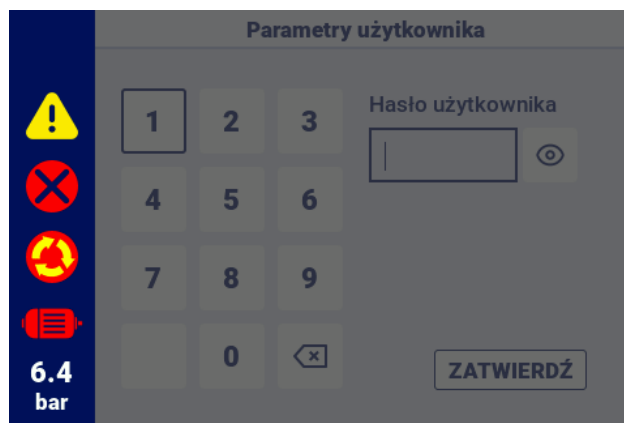 Parametry użytkownika
Hasło użytkownika
1 2 3
4 5 6
7 8 9
0
ZATWIERDŹ
6.4
bar